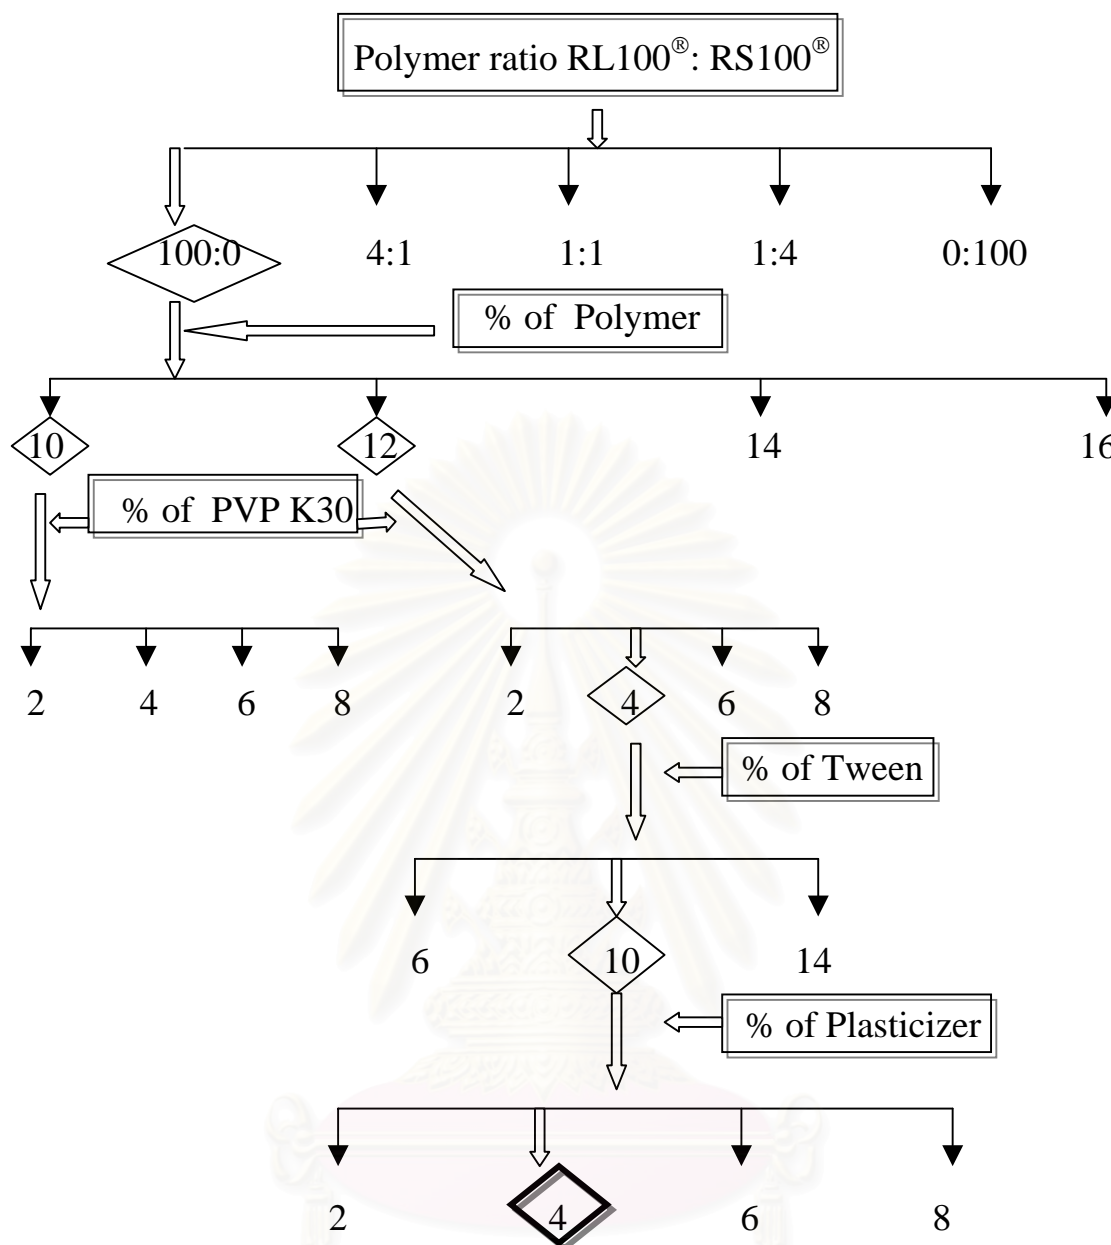 Polymer ratio RL100®: RS100®
100:0 4:1 1:1 1:4 0:100
% of Polymer
10 12 14 16
% of PVP K30
2 4 6 8 2 4 6 8
% of Tween
6 10 14
% of Plasticizer
2 4 6 8